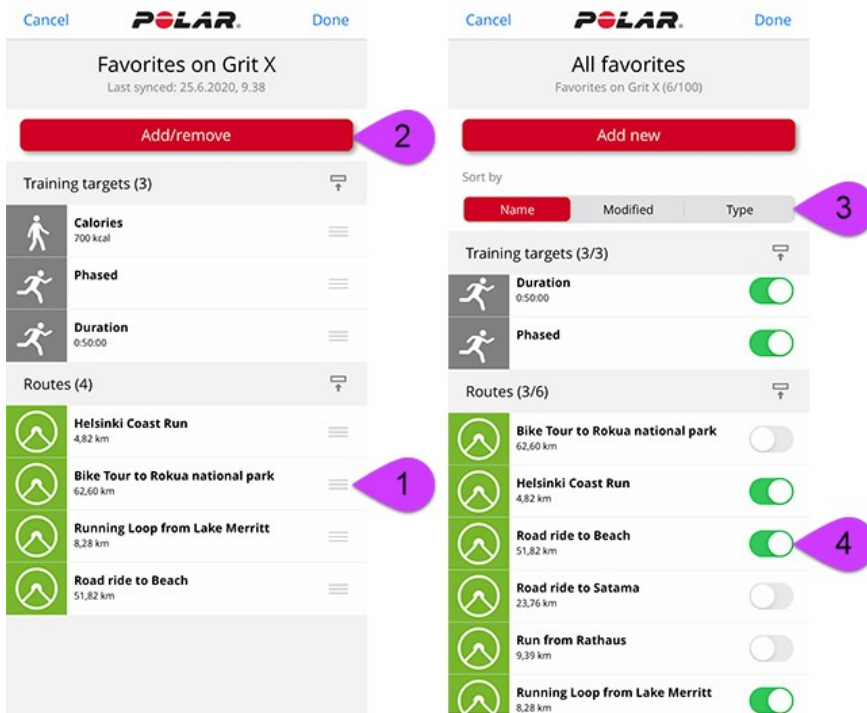 Cancel
POLAR.
Done
Favorites on Grit X
Last synced: 25.6.2020, 9.38
Add/remove
2
Training targets (3)
Calories
700 kcal
Phased
Duration
0:50:00
Routes (4)
Helsinki Coast Run
4,82 km
Bike Tour to Rokua national park
62,60 km
1
Running Loop from Lake Merritt
8,28 km
Road ride to Beach
51,82 km
Cancel
POLAR.
Done
All favorites
Favorites on Grit X (6/100)
Add new
Sort by
Name Modified Type
3
Training targets (3/3)
Duration
0:50:00
Phased
Routes (3/6)
Bike Tour to Rokua national park
62,60 km
Helsinki Coast Run
4,82 km
Road ride to Beach
51,82 km
4
Road ride to Satama
23,76 km
Run from Rathaus
9,39 km
Running Loop from Lake Merritt
8,28 km